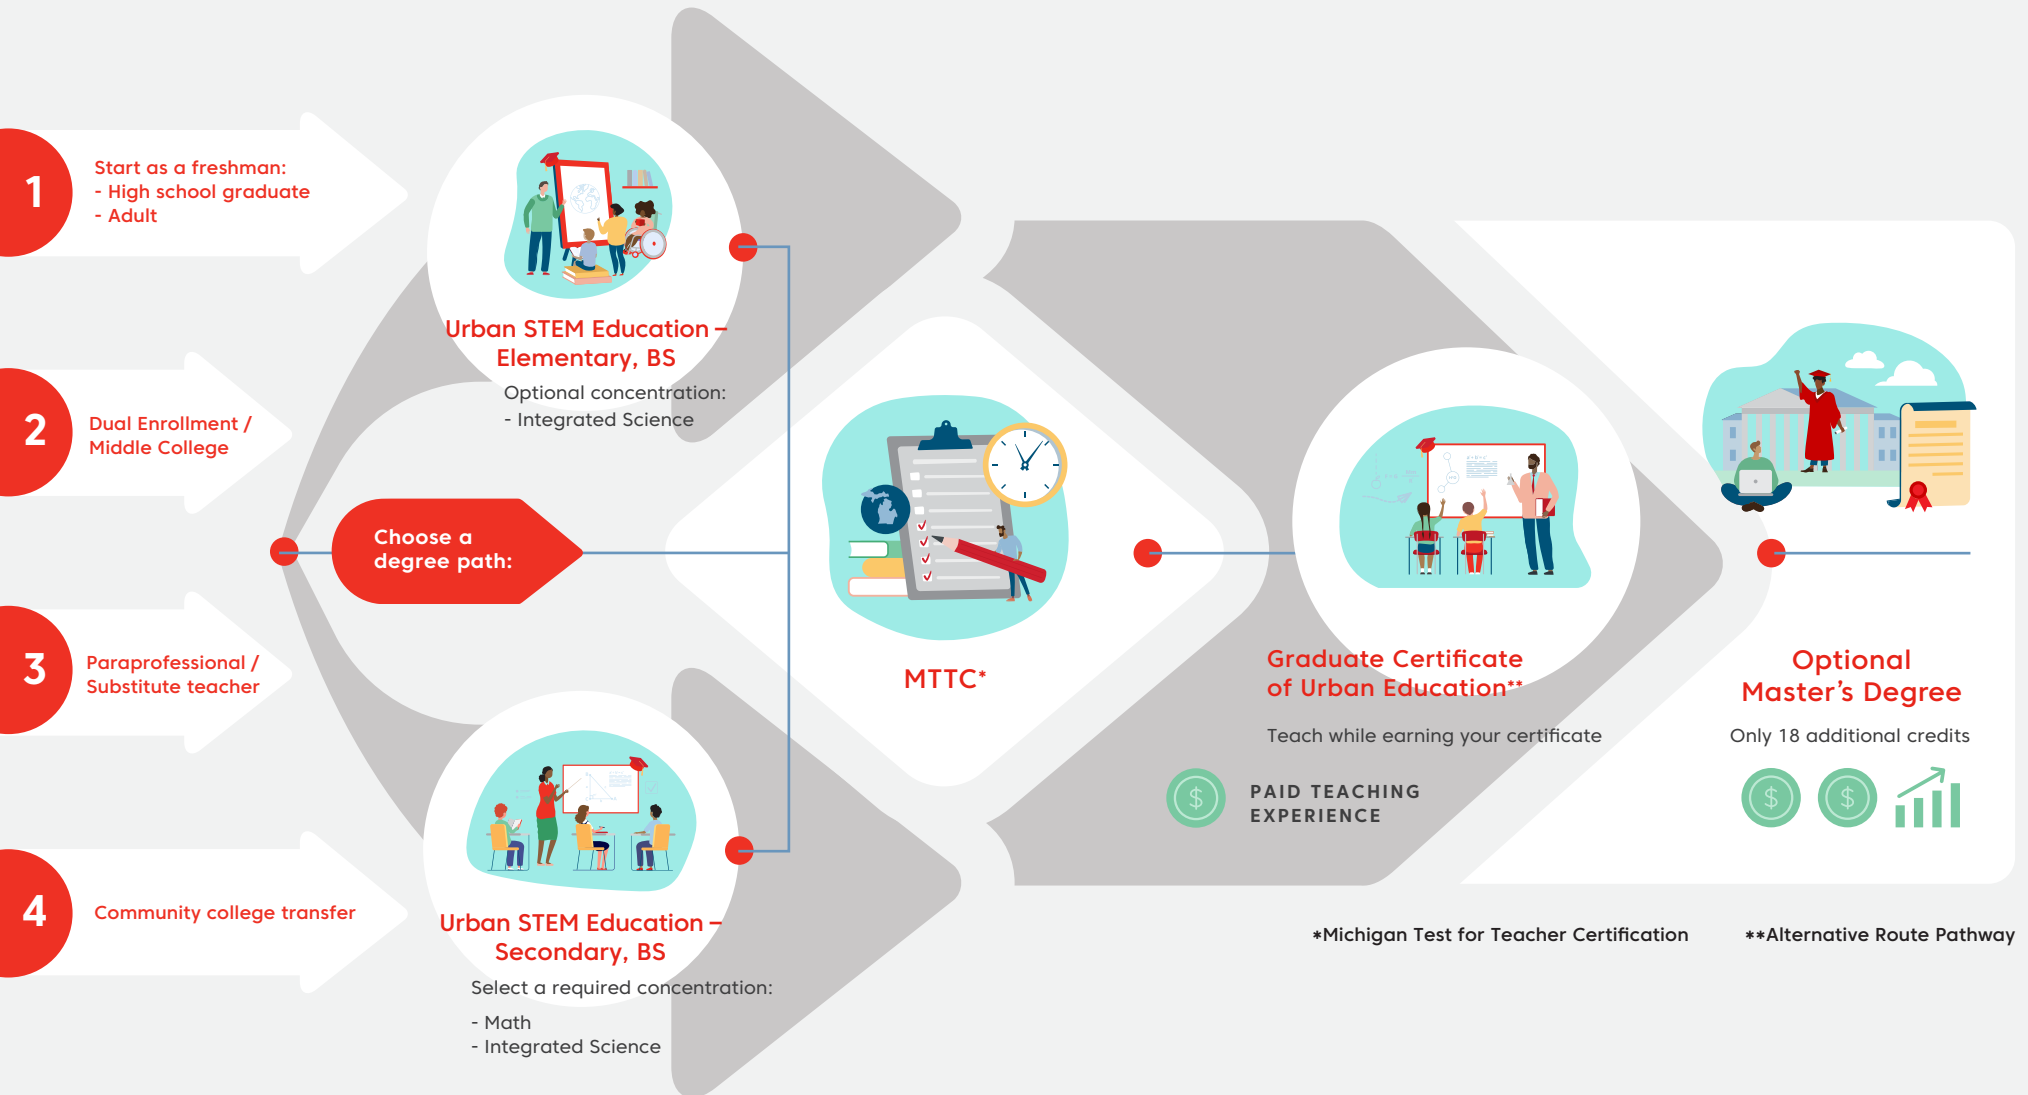 1
Start as a freshman:
- High school graduate
- Adult
2
Dual Enrollment /
Middle College
3
Paraprofessional /
Substitute teacher
4
Community college transfer
Choose a
degree path:
Urban STEM Education –
Elementary, BS
Optional concentration:
- Integrated Science
Urban STEM Education –
Secondary, BS
Select a required concentration:
- Math
- Integrated Science
MTTC*
Graduate Certificate
of Urban Education**
Teach while earning your certificate
$
PAID TEACHING
EXPERIENCE
Optional
Master's Degree
Only 18 additional credits
$ $
*Michigan Test for Teacher Certification
**Alternative Route Pathway